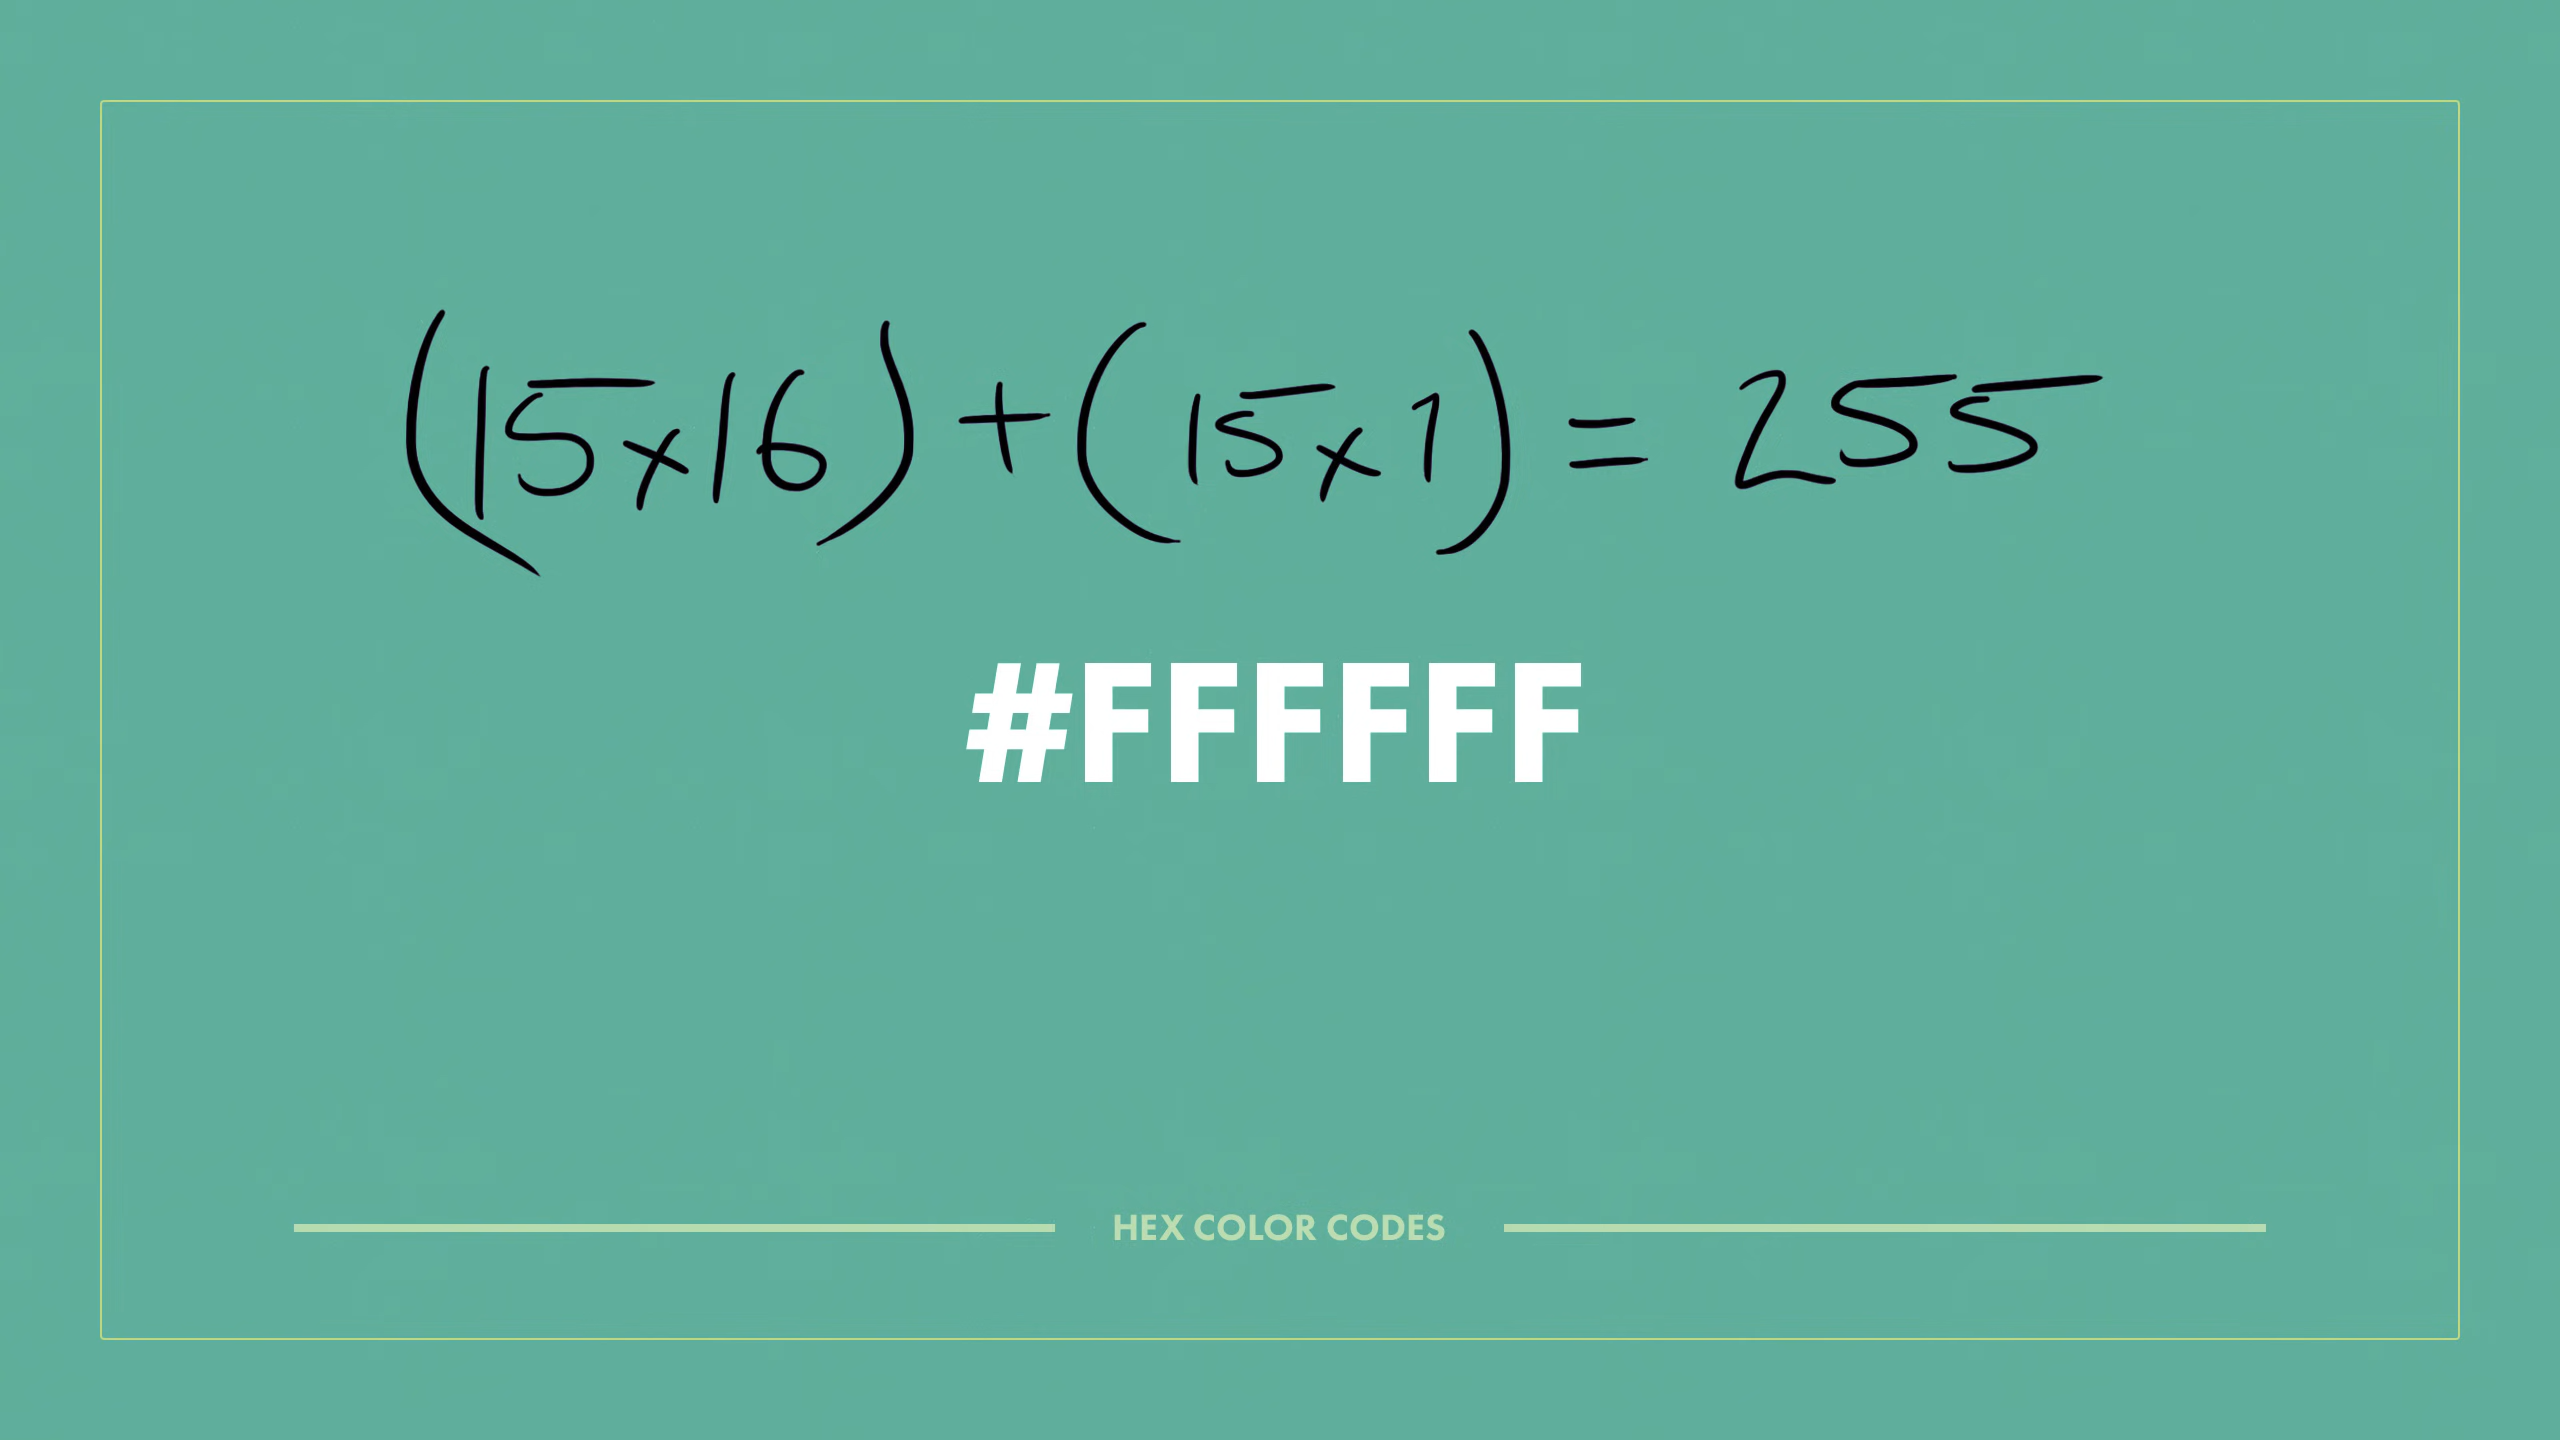 (15x16) + (15x1) = 255
#FFFFFF
HEX COLOR CODES